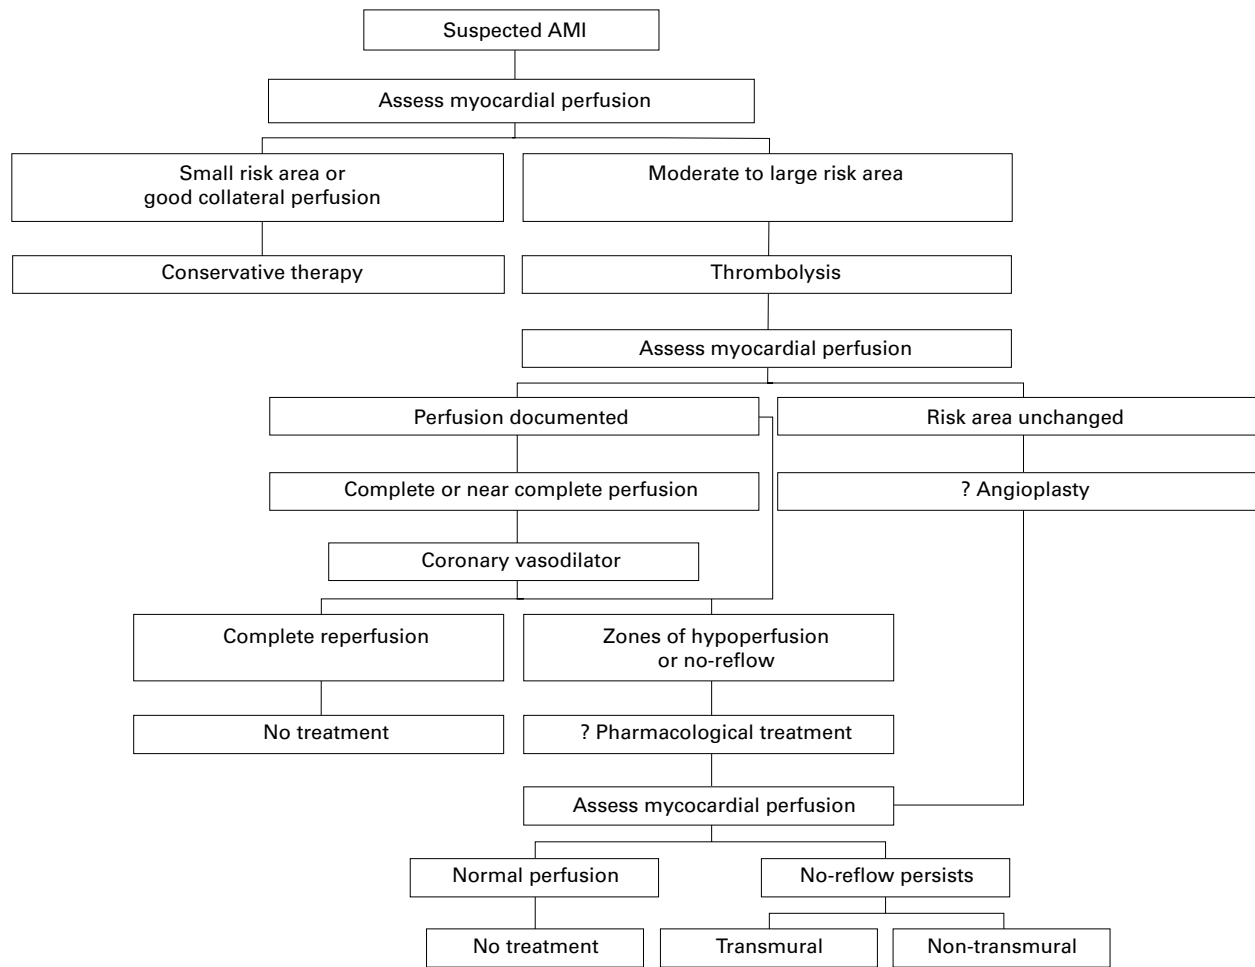 Suspected AMI
Assess myocardial perfusion
Small risk area or
good collateral perfusion
Moderate to large risk area
Conservative therapy
Thrombolysis
Assess myocardial perfusion
Perfusion documented
Risk area unchanged
Complete or near complete perfusion
? Angioplasty
Coronary vasodilator
Complete reperfusion
Zones of hypoperfusion
or no-reflow
No treatment
? Pharmacological treatment
Assess mycocardial perfusion
Normal perfusion
No-reflow persists
No treatment
Transmural
Non-transmural